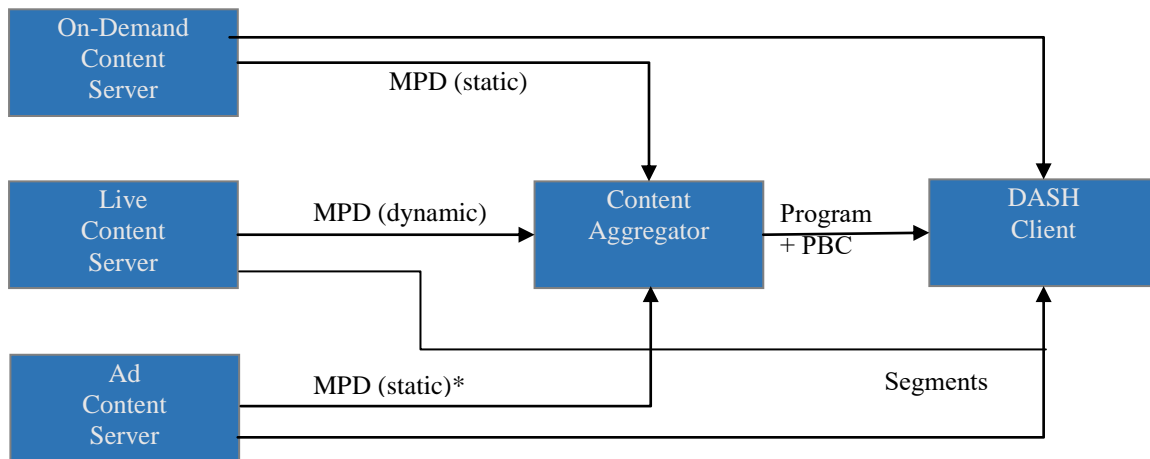 On-Demand
Content
Server
MPD (static)
Live
Content
Server
MPD (dynamic)
Content
Aggregator
Program
+ PBC
DASH
Client
Ad
Content
Server
MPD (static)*
Segments